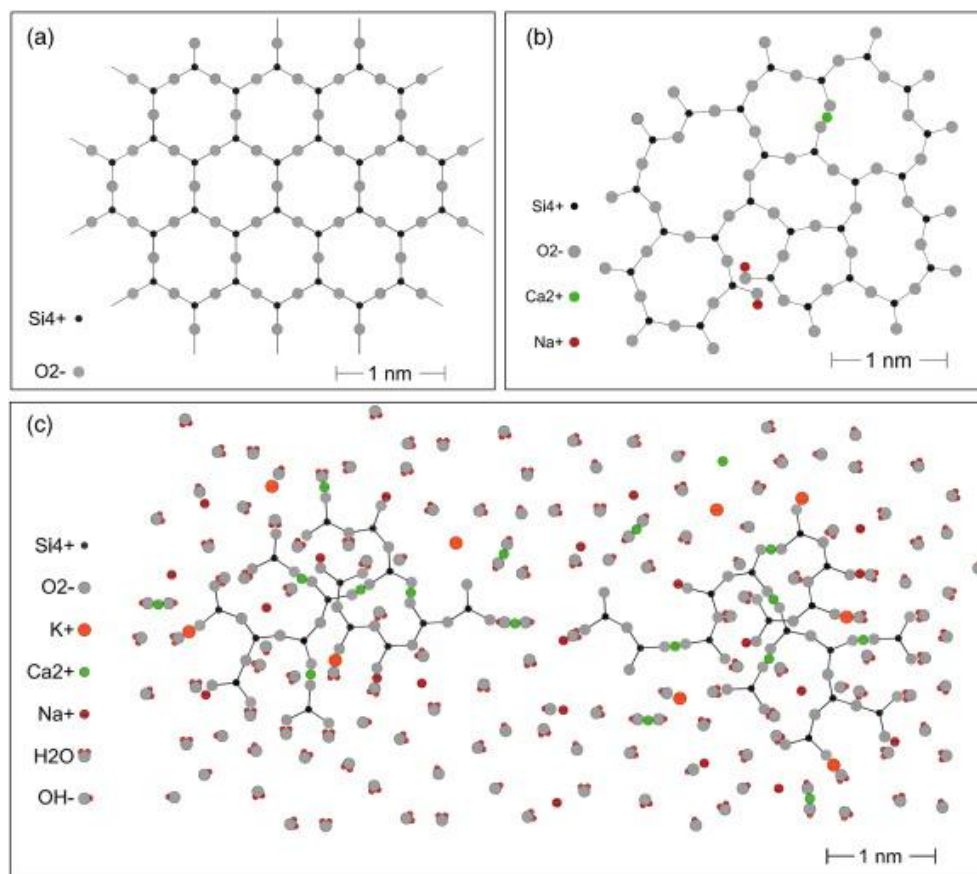 (a)
Si4+
O2-
1 nm
(b)
Si4+
O2-
Ca2+
Na+
1 nm
(c)
Si4+
O2-
K+
Ca2+
Na+
H2O
OH-
1 nm